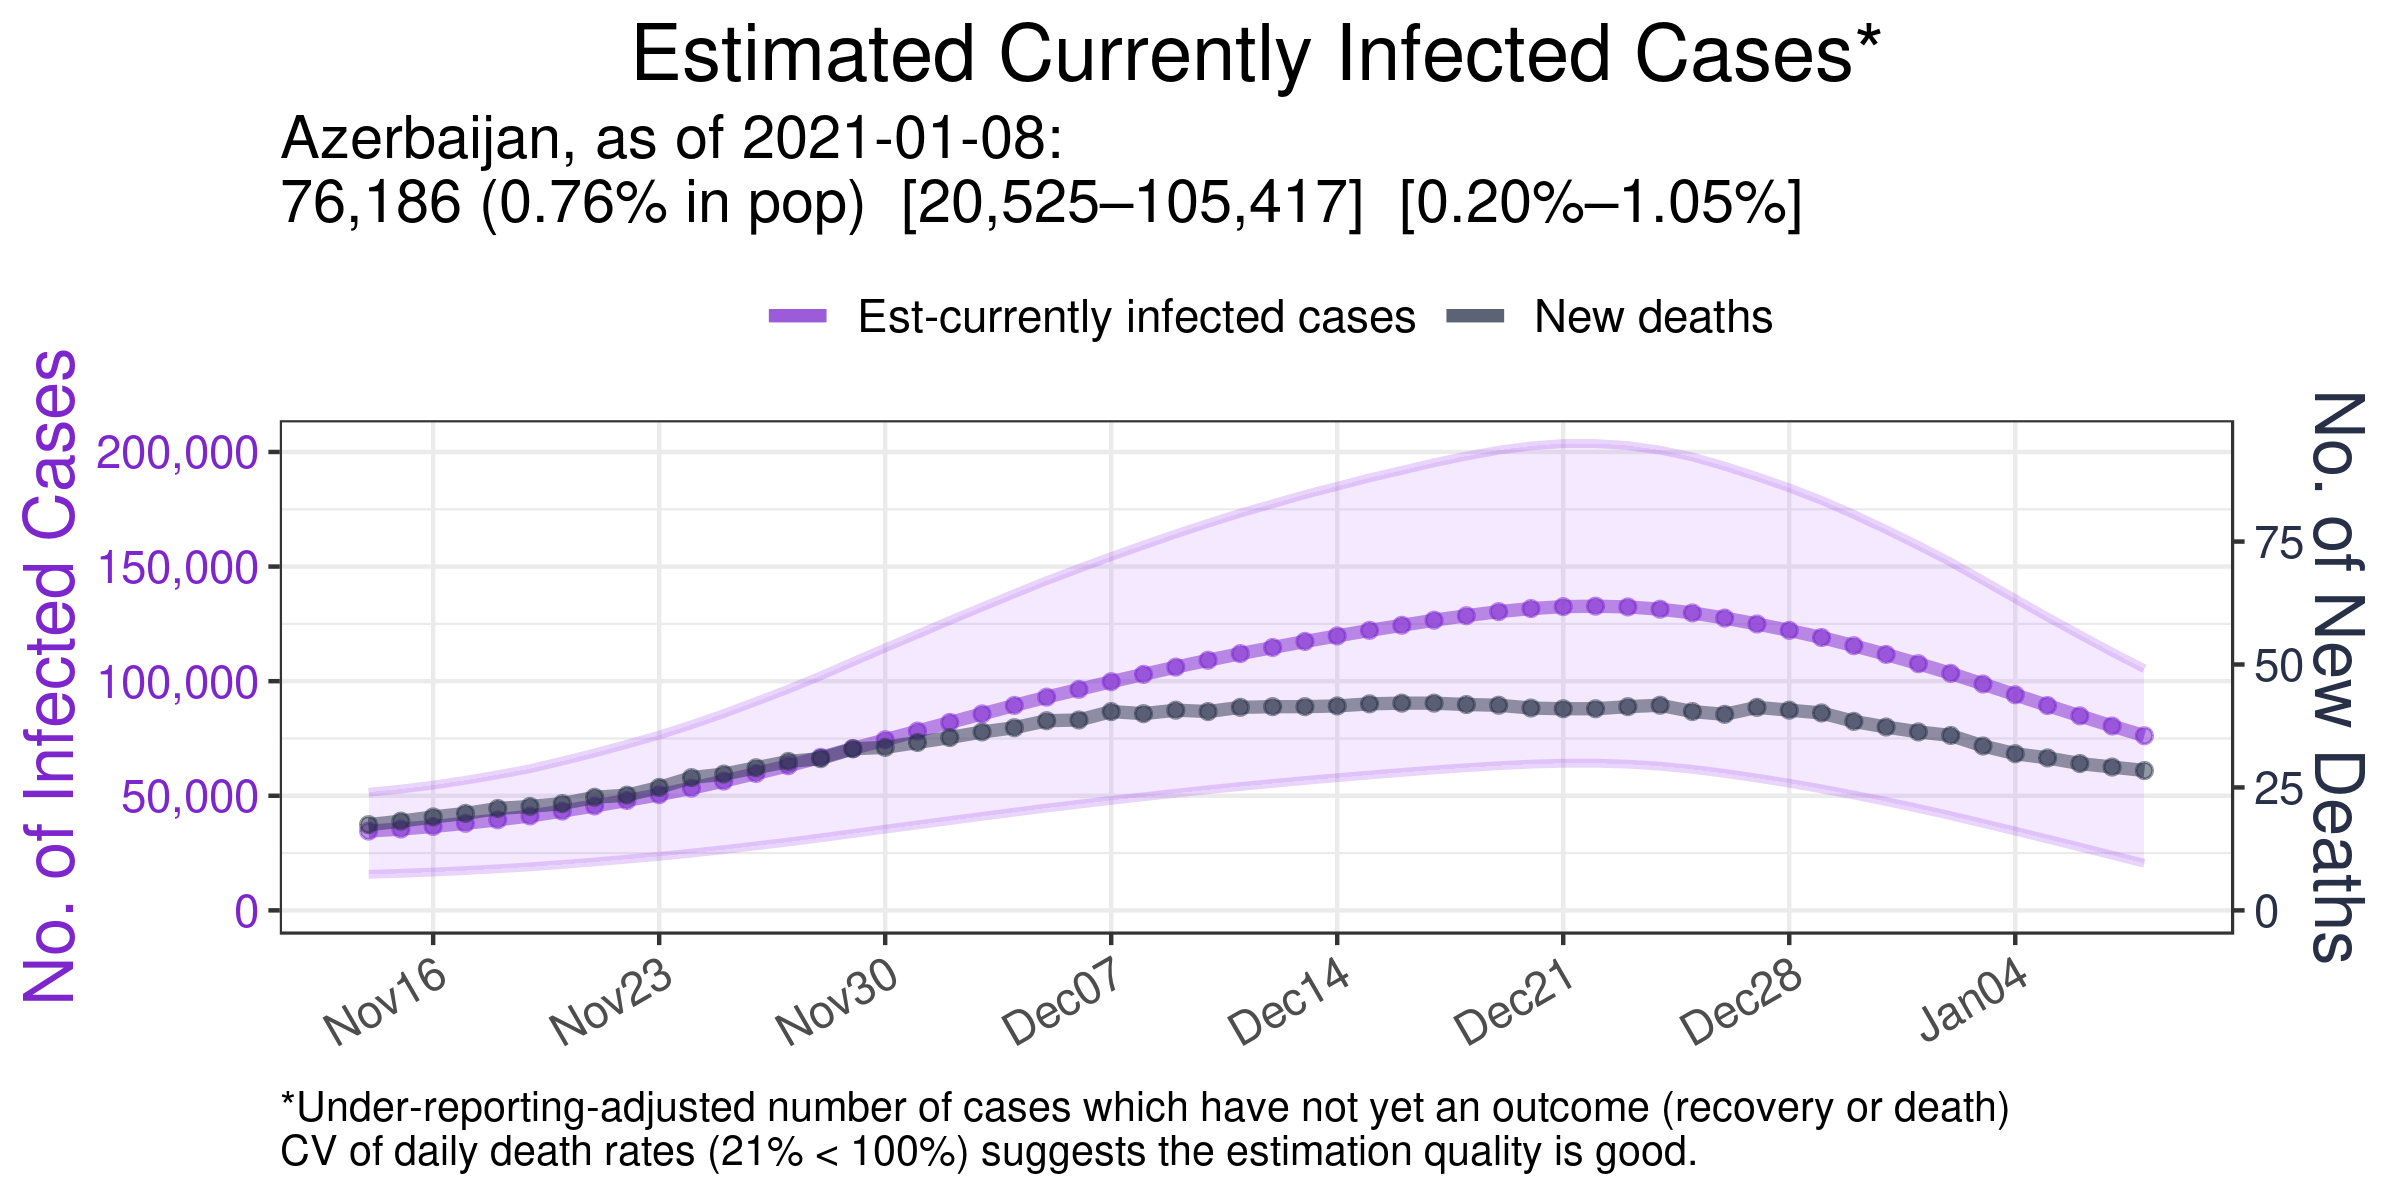 Estimated Currently Infected Cases*
Azerbaijan, as of 2021-01-08:
76,186 (0.76% in pop)  [20,525–105,417]  [0.20%–1.05%]
Est-currently infected cases
New deaths
No. of Infected Cases
200,000
150,000
100,000
50,000
0
75
50
25
0
No. of New Deaths
Nov16
Nov23
Nov30
Dec07
Dec14
Dec21
Dec28
Jan04
*Under-reporting-adjusted number of cases which have not yet an outcome (recovery or death)
CV of daily death rates (21% < 100%) suggests the estimation quality is good.